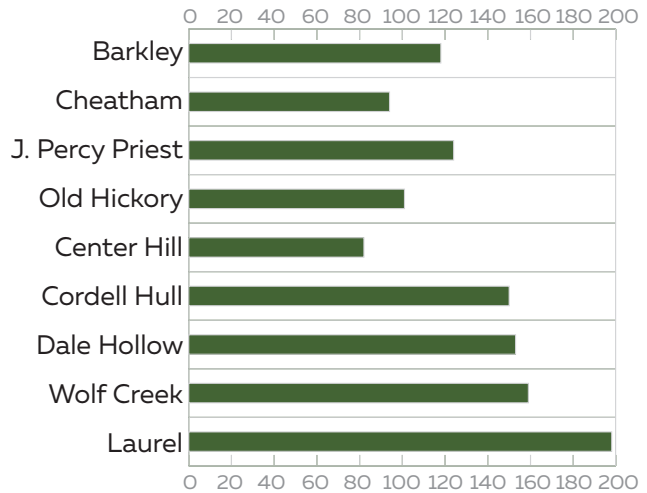 0 20 40 60 80 100 120 140 160 180 200
Barkley
Cheatham
J. Percy Priest
Old Hickory
Center Hill
Cordell Hull
Dale Hollow
Wolf Creek
Laurel
0 20 40 60 80 100 120 140 160 180 200